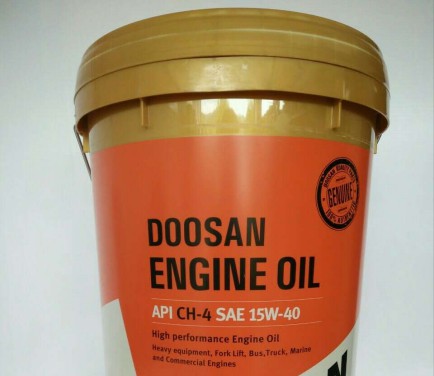 DOOSAN
ENGINE OIL
API CH-4 SAE 15W-40
High performance Engine Oil
Heavy equipment, Fork Lift, Bus,Truck, Marine
and Commercial Engines
GENUINE